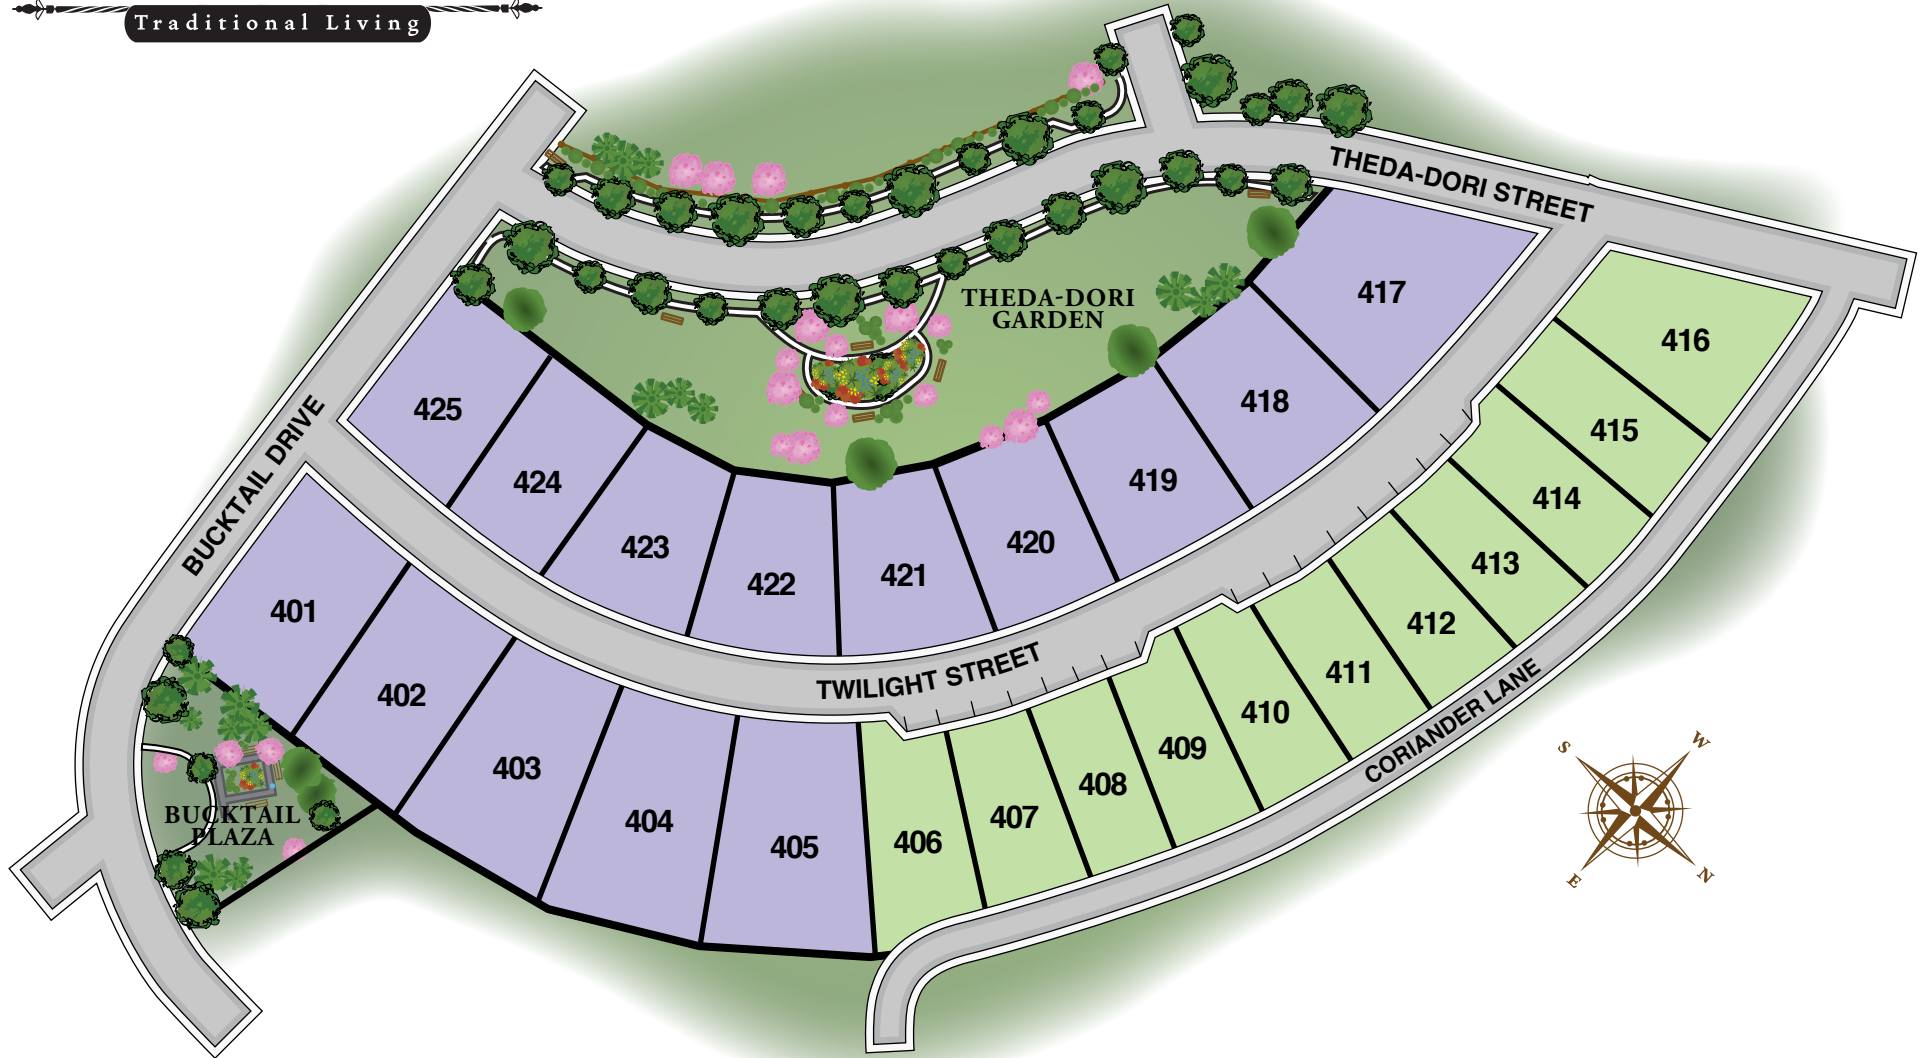 Traditional Living
THEDA-DORI STREET
THEDA-DORI
GARDEN
417
416
425
418
415
BUCKTAIL DRIVE
424
419
414
423
420
413
422
421
412
401
TWILIGHT STREET
411
402
410
403
409
CORIANDER LANE
404
408
405
406
407
BUCKTAIL
PLAZA
S
W
E
N